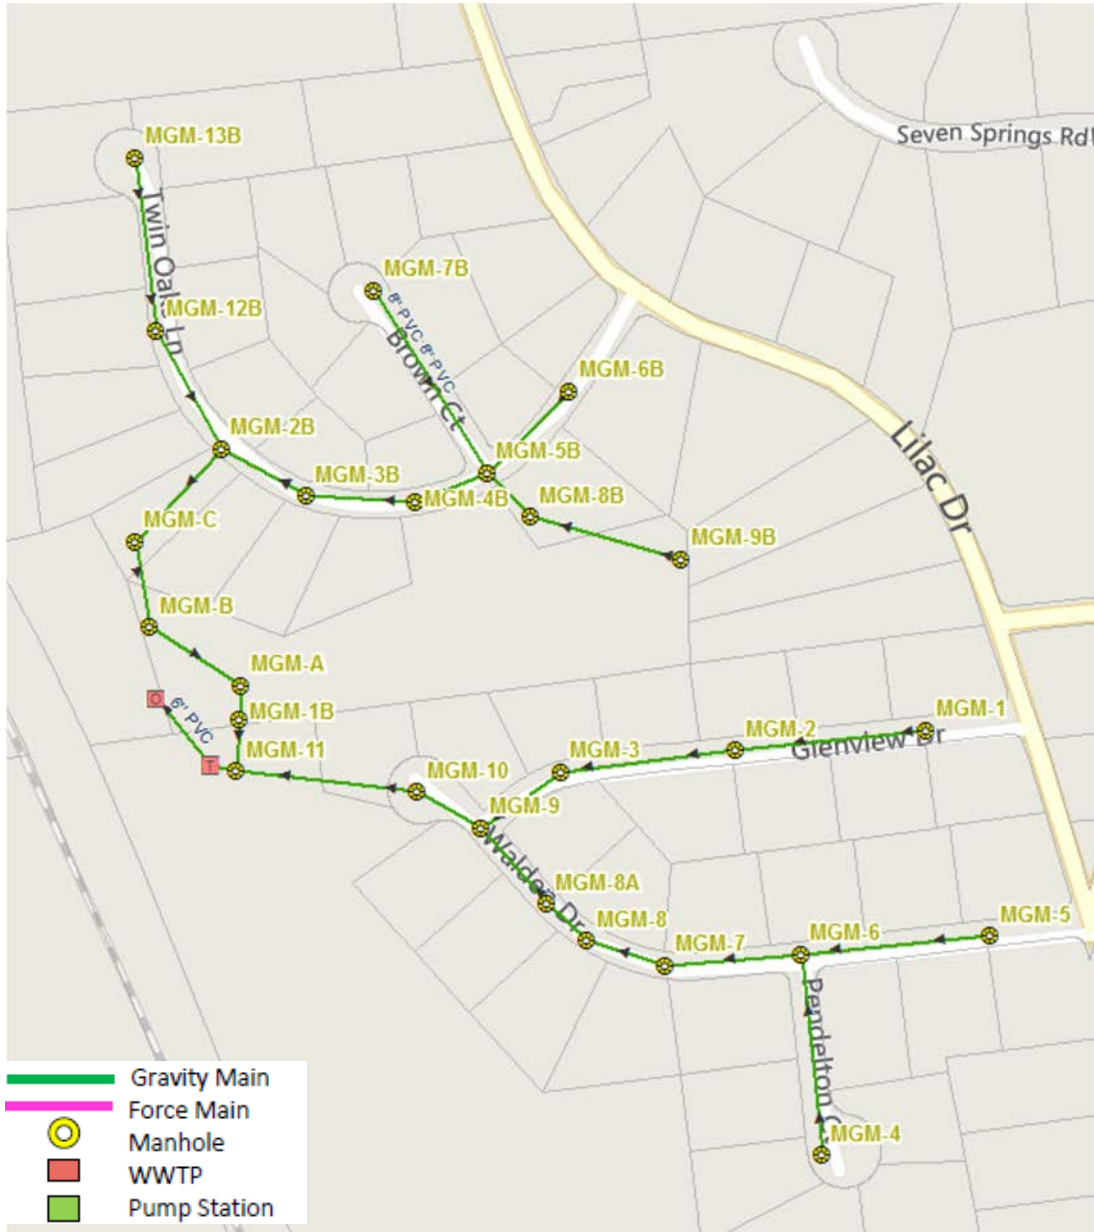 Seven Springs Rd
MGM-13B
Twin Oaks Ln
MGM-7B
8" PVC 8" PVC
MGM-12B
Brown Ct
MGM-6B
MGM-2B
MGM-5B
Lilac Dr
MGM-3B
MGM-4B
MGM-8B
MGM-C
MGM-9B
MGM-B
MGM-A
O
6" PVC
MGM-1B
MGM-1
MGM-2
Glenview Dr
MGM-11
T
MGM-3
MGM-10
MGM-9
Walden Dr
MGM-8A
MGM-8
MGM-5
MGM-6
MGM-7
Pendelton
MGM-4
Gravity Main
Force Main
Manhole
WWTP
Pump Station